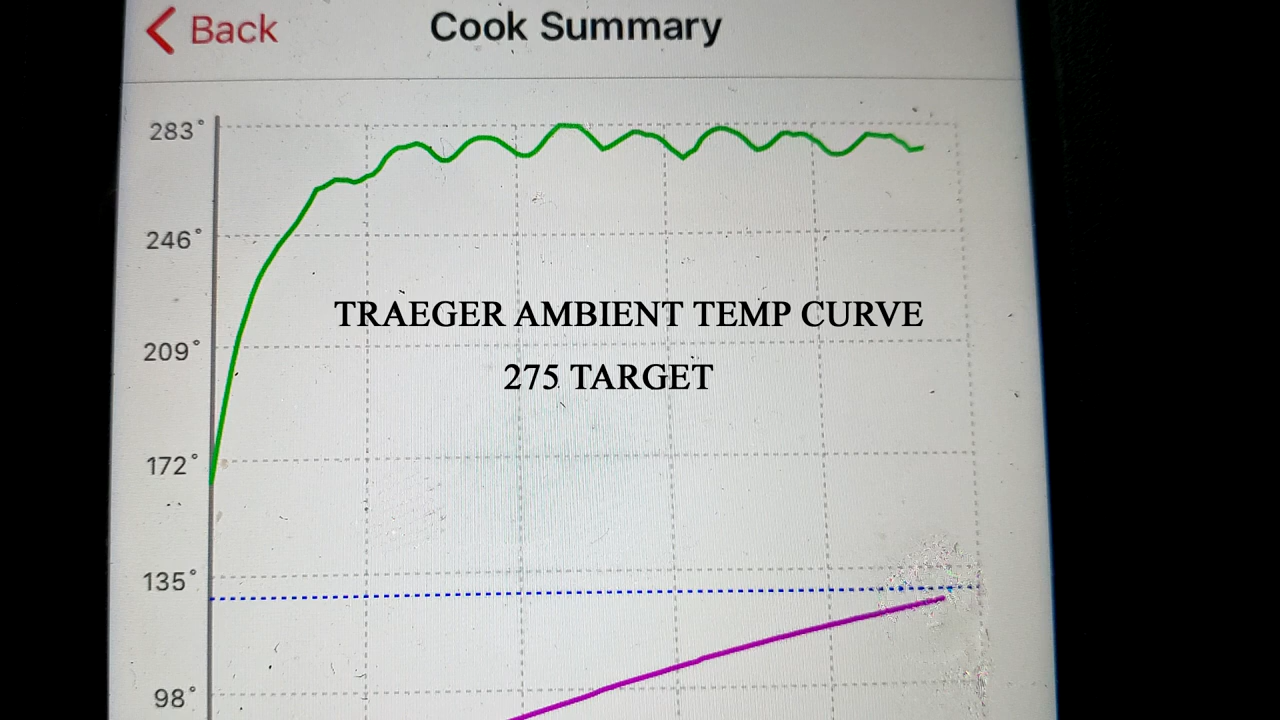 Back
Cook Summary
283°
246°
209°
172°
135°
98°
TRAEGER AMBIENT TEMP CURVE
275 TARGET